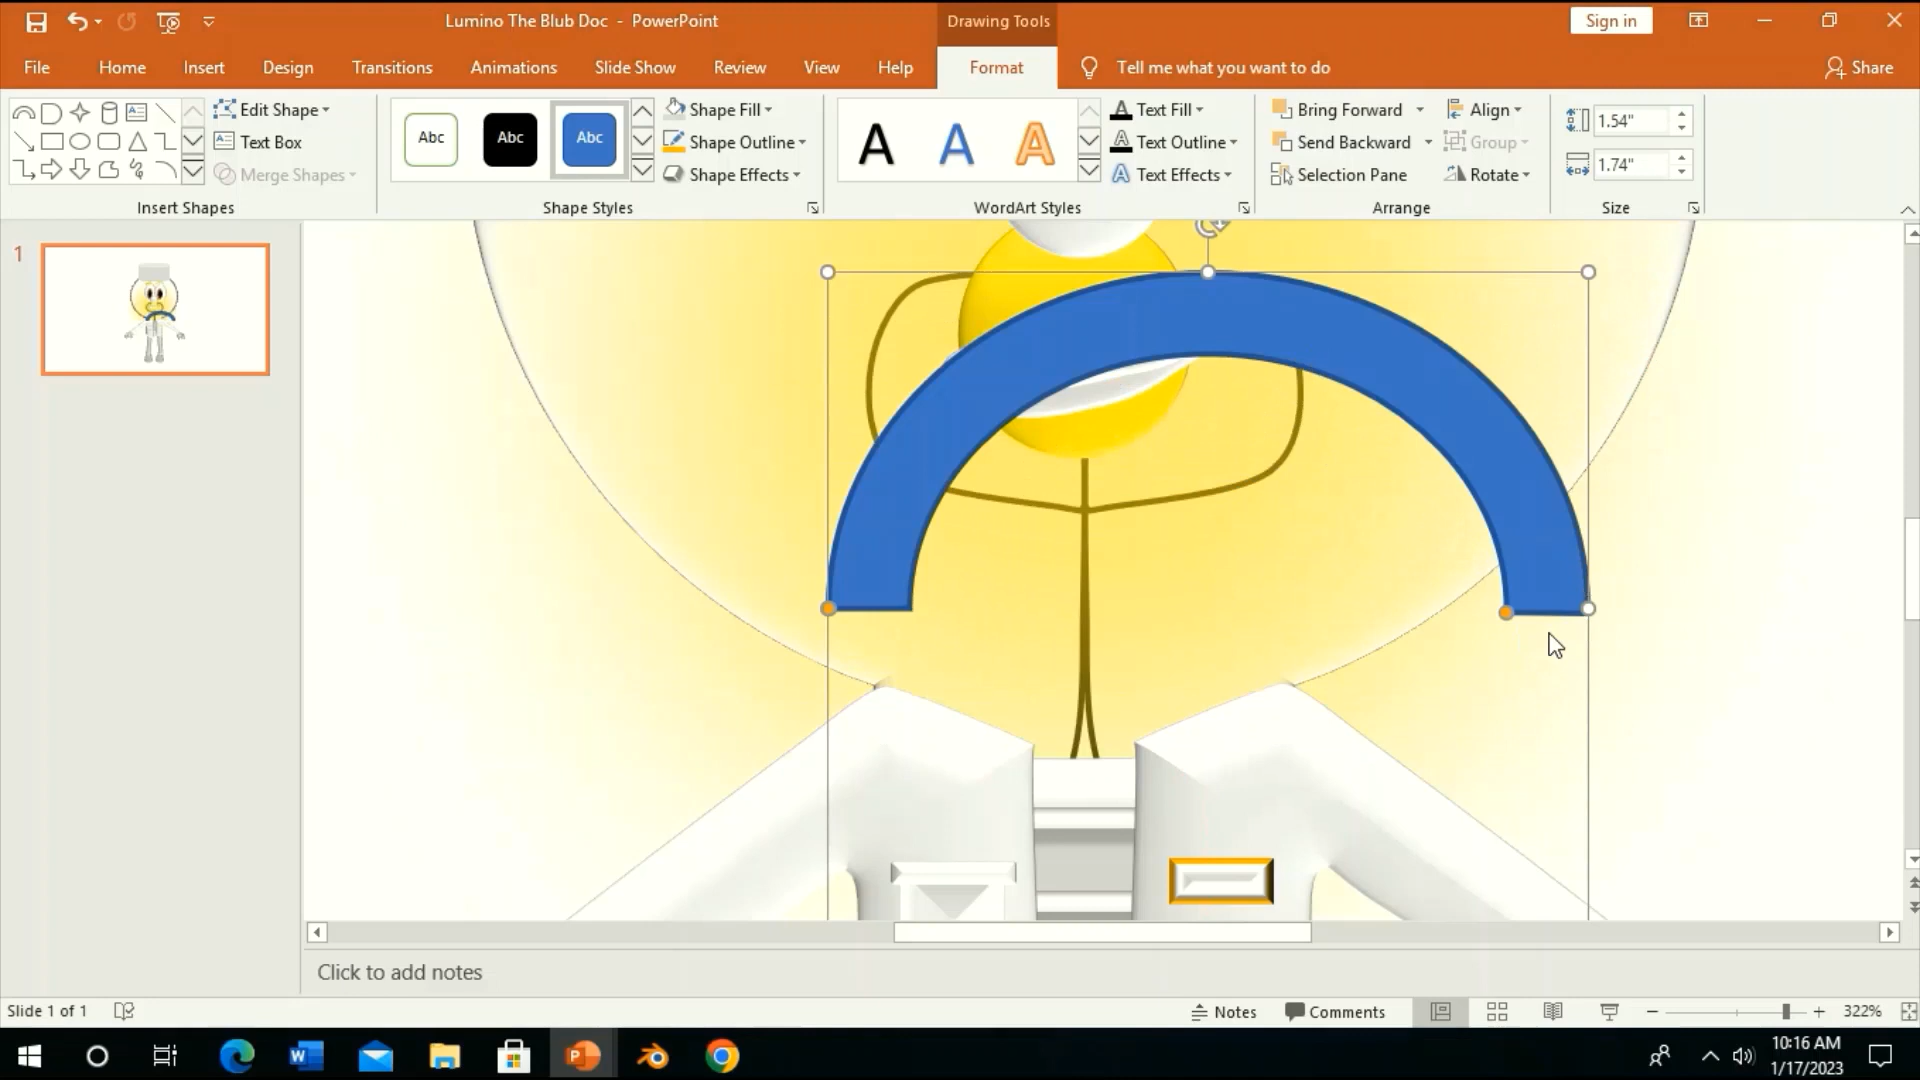 Lumino The Blub Doc - PowerPoint
Drawing Tools
Sign in
File
Home
Insert
Design
Transitions
Animations
Slide Show
Review
View
Help
Format
Tell me what you want to do
Share
Edit Shape
Text Box
Merge Shapes
Insert Shapes
Abc
Abc
Abc
Shape Fill
Shape Outline
Shape Effects
Shape Styles
A
A
A
Text Fill
Text Outline
Text Effects
WordArt Styles
Bring Forward
Send Backward
Selection Pane
Align
Group
Rotate
Arrange
1.54"
1.74"
Size
1
Click to add notes
Slide 1 of 1
Notes
Comments
322%
10:16 AM
1/17/2023